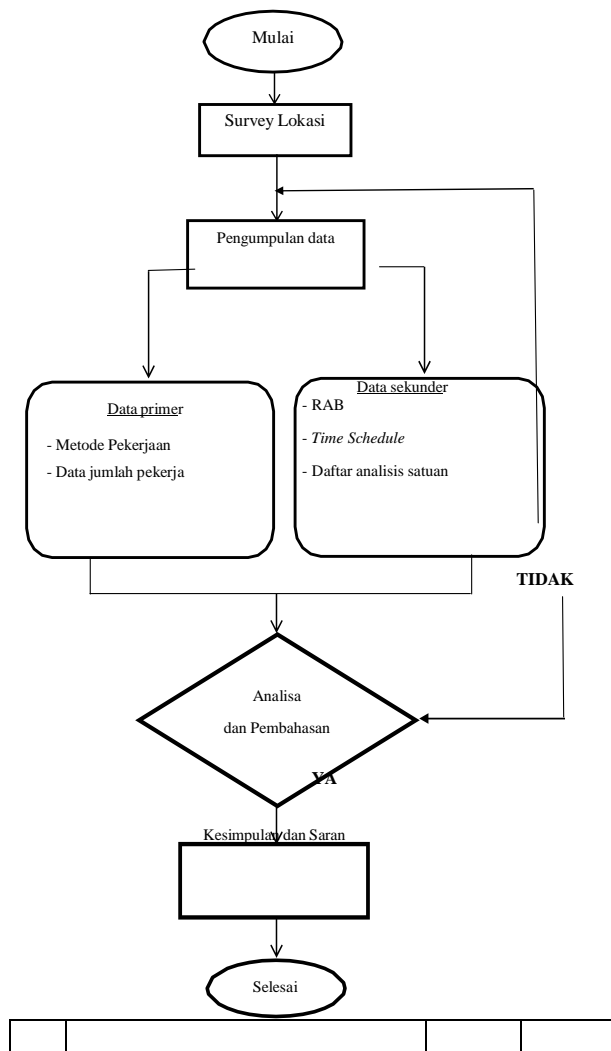 Mulai
Survey Lokasi
Pengumpulan data
Data primer
- Metode Pekerjaan
- Data jumlah pekerja
Data sekunder
- RAB
- Time Schedule
- Daftar analisis satuan
TIDAK
Analisa
dan Pembahasan
YA
Kesimpulan dan Saran
Selesai